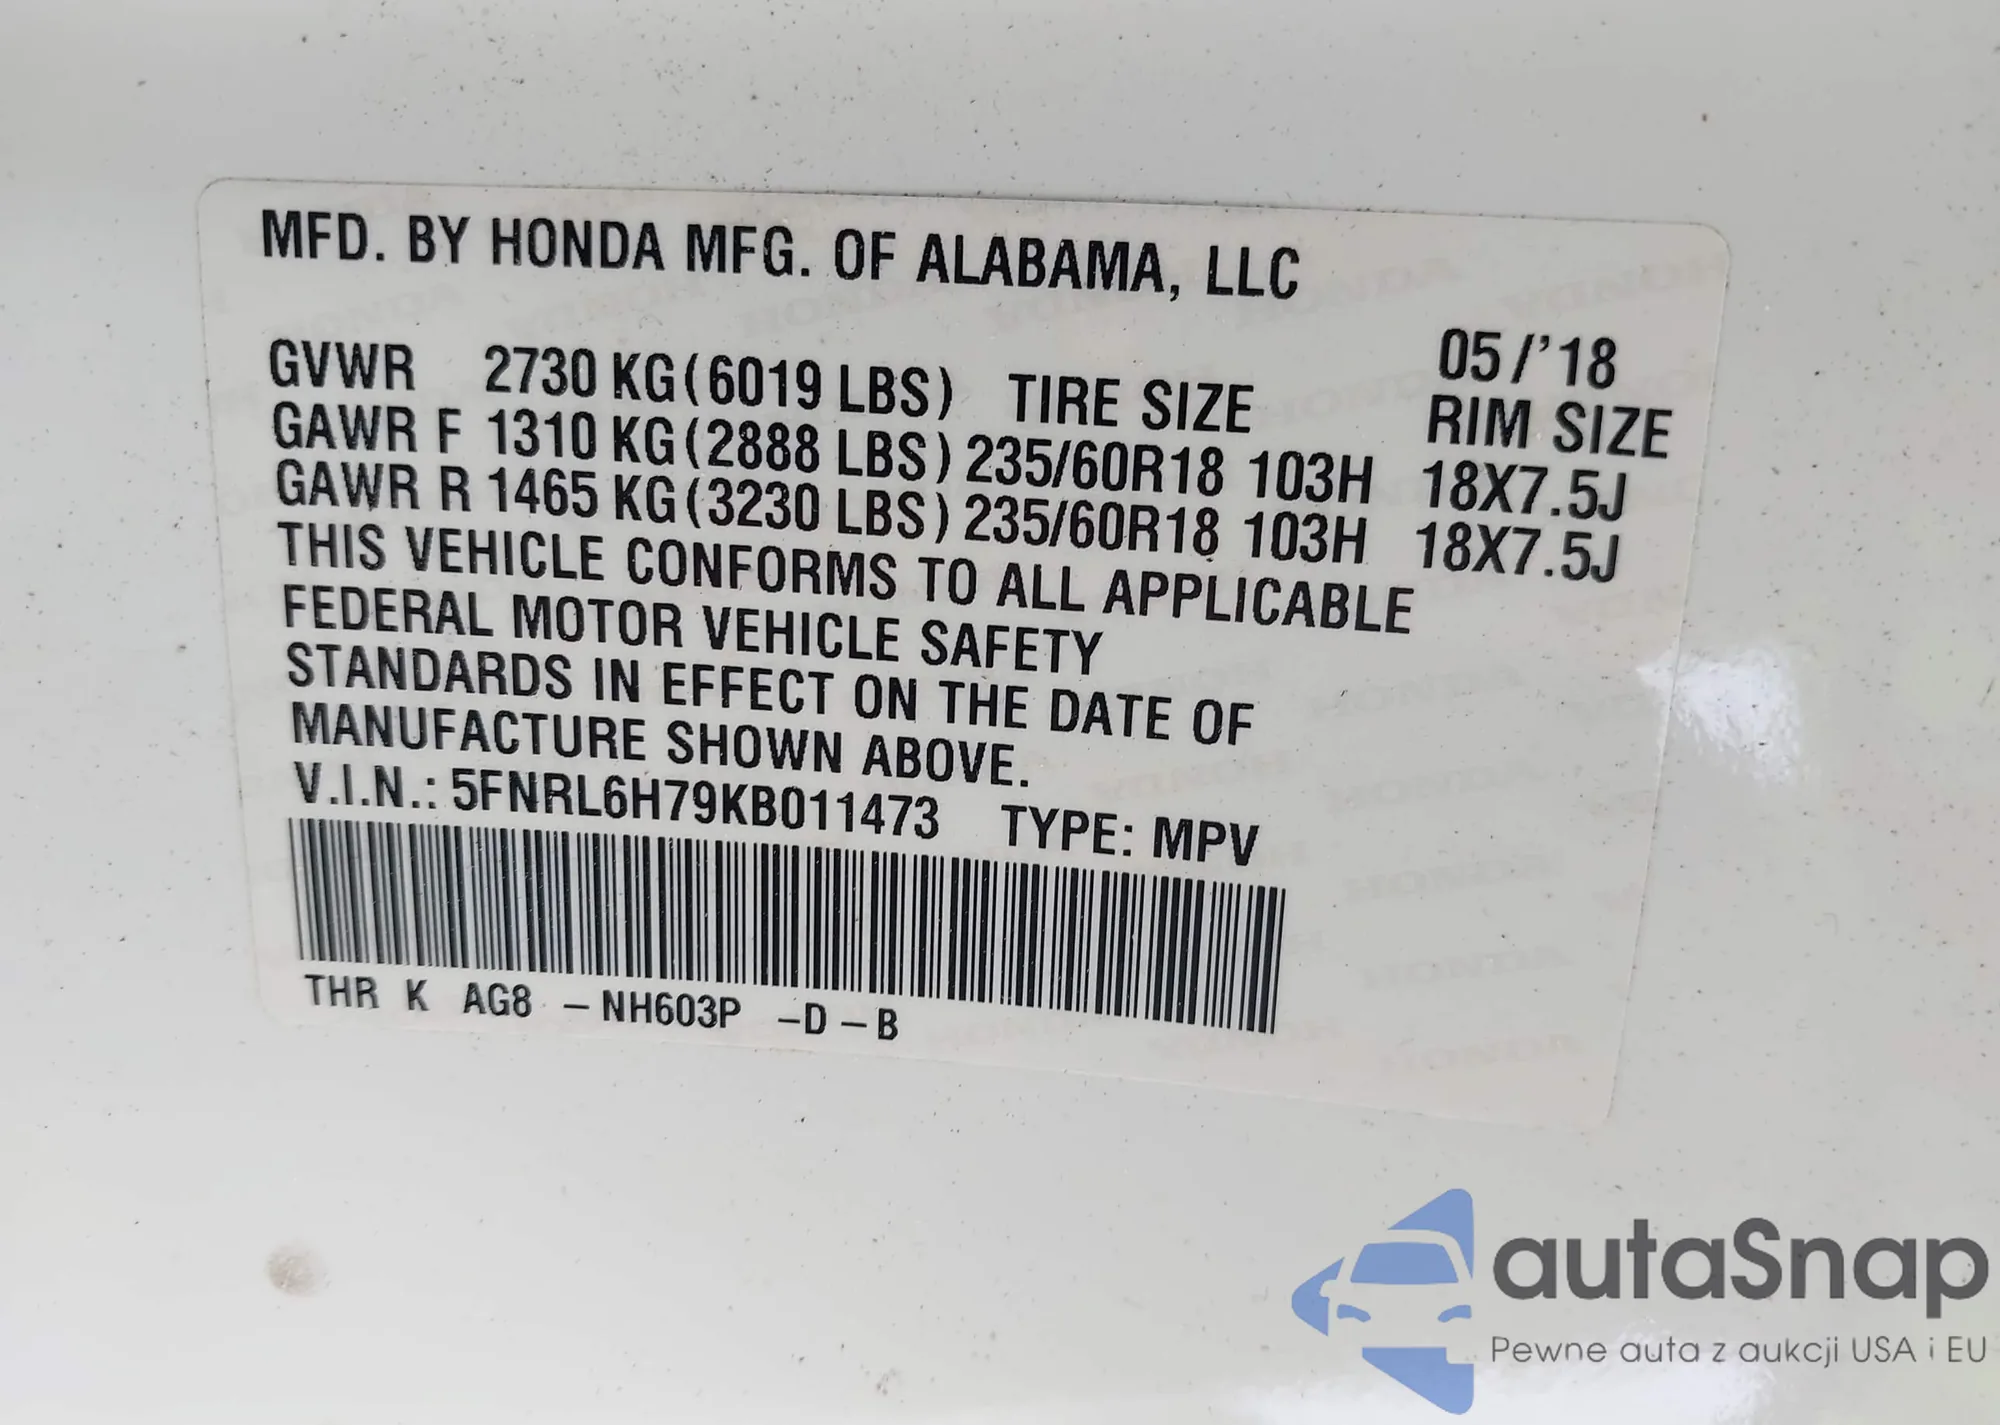 MFD. BY HONDA MFG. OF ALABAMA, LLC
05/'18
GVWR 2730 KG(6019 LBS) TIRE SIZE RIM SIZE
GAWR F 1310 KG(2888 LBS) 235/60R18 103H 18X7.5J
GAWR R 1465 KG(3230 LBS) 235/60R18 103H 18X7.5J
THIS VEHICLE CONFORMS TO ALL APPLICABLE
FEDERAL MOTOR VEHICLE SAFETY
STANDARDS IN EFFECT ON THE DATE OF
MANUFACTURE SHOWN ABOVE.
V.I.N.: 5FNRL6H79KB011473 TYPE: MPV
THR K AG8 -NH603P -D-B
autaSnap
Pewne auta z aukcji USA i EU